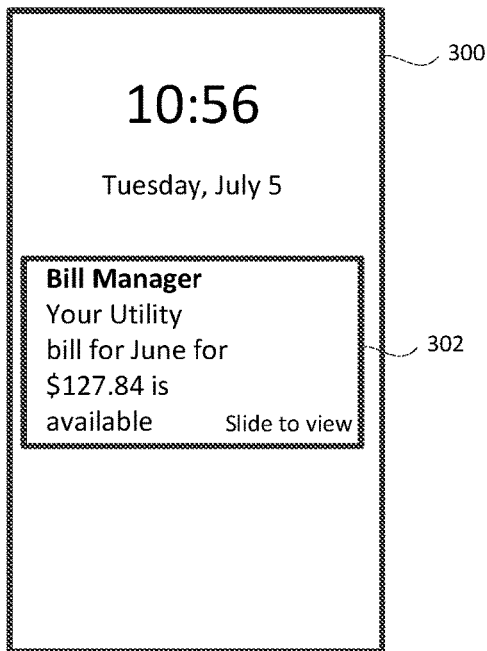 300
10:56
Tuesday, July 5
Bill Manager
Your Utility
bill for June for
$127.84 is
available Slide to view
302